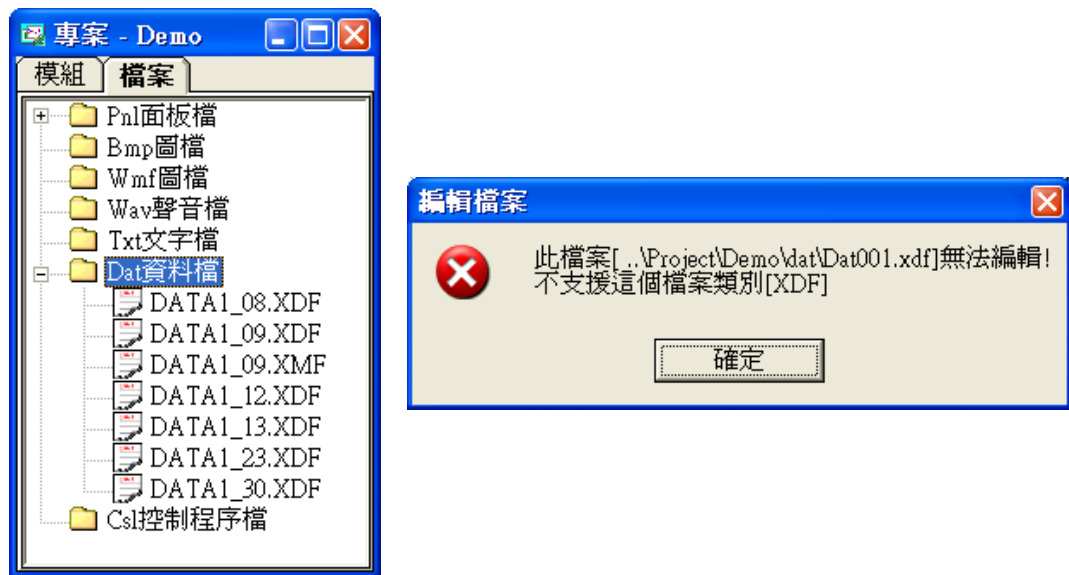 專案 - Demo
模組
檔案
Pnl面板檔
Bmp圖檔
Wmf圖檔
Wav聲音檔
Txt文字檔
Dat資料檔
DATA1_08.XDF
DATA1_09.XDF
DATA1_09.XMF
DATA1_12.XDF
DATA1_13.XDF
DATA1_23.XDF
DATA1_30.XDF
Csl控制程序檔
編輯檔案
此檔案[ ..\Project\Demo\dat\Dat001.xdf]無法編輯!
不支援這個檔案類別[XDF]
確定